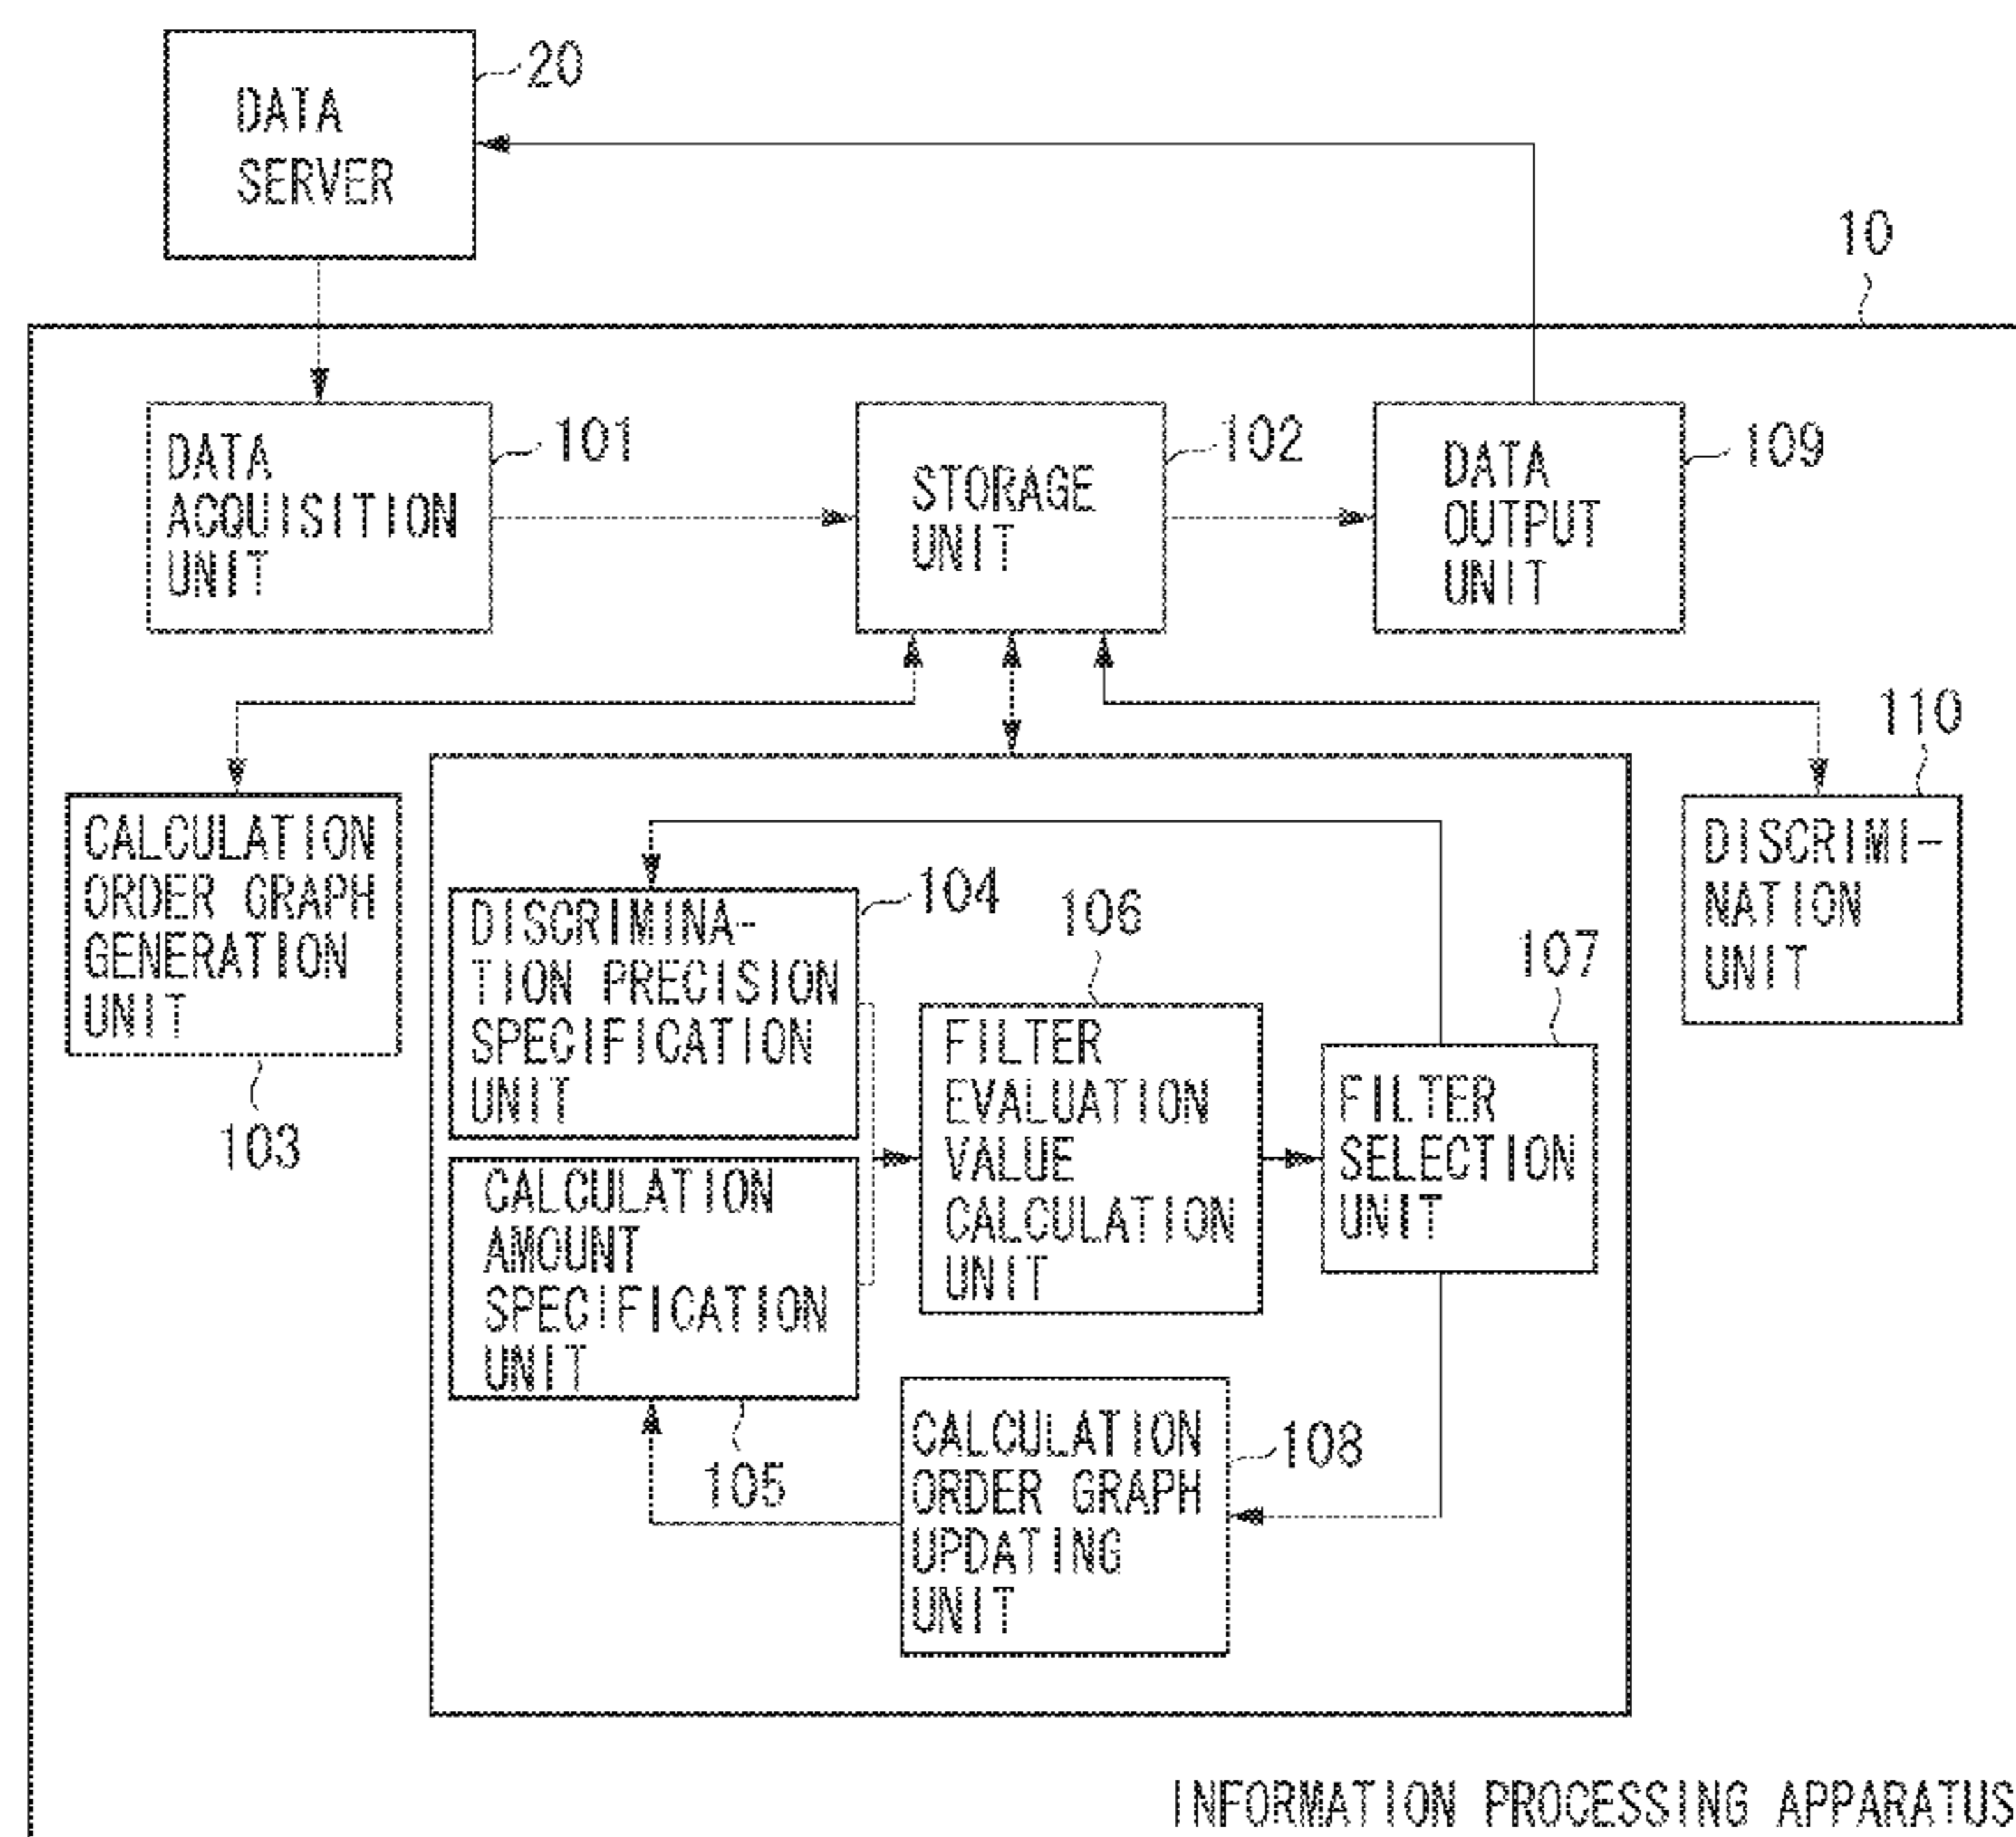 DATA
SERVER
20
10
DATA
ACQUISITION
UNIT
101
STORAGE
UNIT
102
DATA
OUTPUT
UNIT
109
CALCULATION
ORDER GRAPH
GENERATION
UNIT
103
110
DISCRIMI-
NATION
UNIT
DISCRIMINA-
TION PRECISION
SPECIFICATION
UNIT
104
CALCULATION
AMOUNT
SPECIFICATION
UNIT
105
106
FILTER
EVALUATION
VALUE
CALCULATION
UNIT
107
FILTER
SELECTION
UNIT
CALCULATION
ORDER GRAPH
UPDATING
UNIT
108
INFORMATION PROCESSING APPARATUS